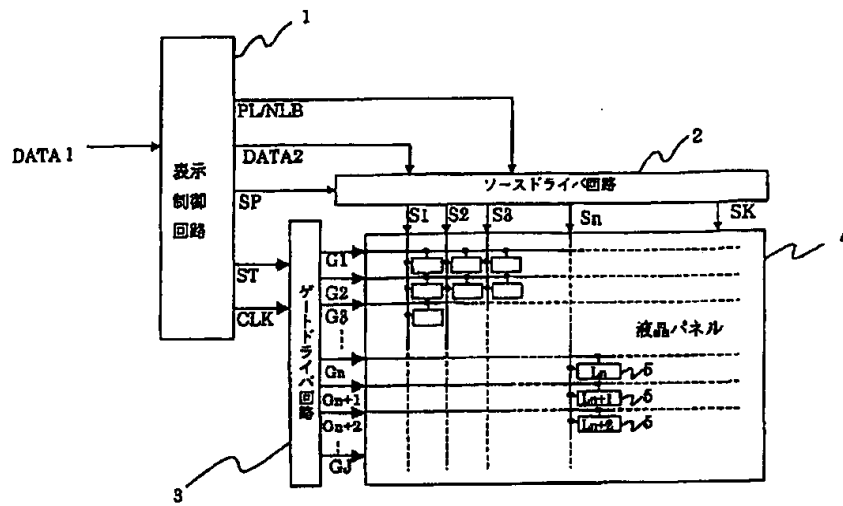 1
PL/NLB
DATA1
DATA2
2
表示
制御
回路
ソースドライバ回路
SP
S1 S2 S3 Sn SK
4
ST
G1
G2
CLK
G3
ゲートドライバ回路
液晶パネル
Gn
Ln 5
Gn+1
Ln+1 5
Gn+2
Ln+2 5
GJ
3